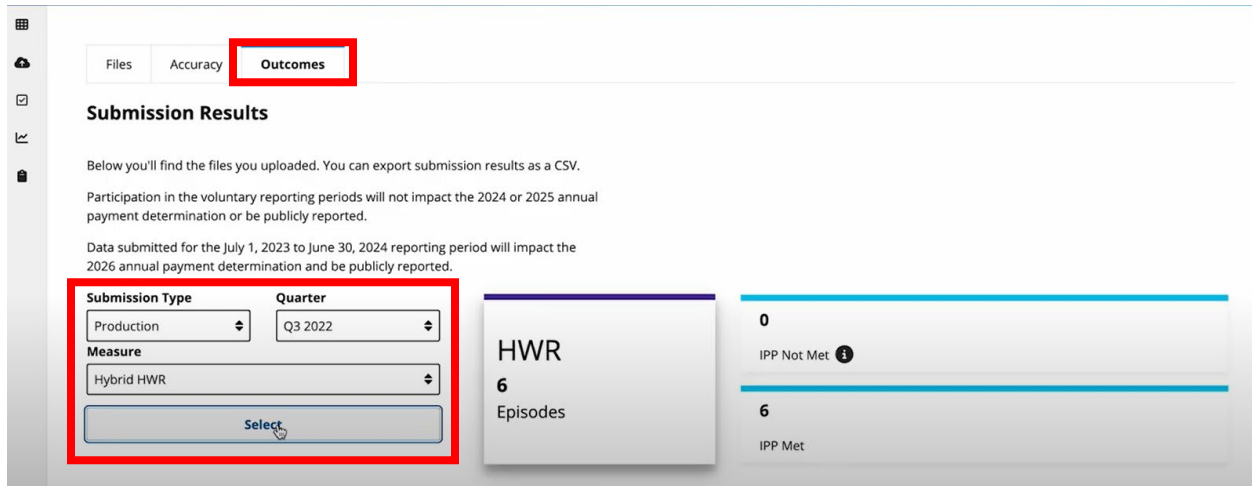 Files
Accuracy
Outcomes
Submission Results
Below you'll find the files you uploaded. You can export submission results as a CSV.
Participation in the voluntary reporting periods will not impact the 2024 or 2025 annual
payment determination or be publicly reported.
Data submitted for the July 1, 2023 to June 30, 2024 reporting period will impact the
2026 annual payment determination and be publicly reported.
Submission Type
Quarter
Production
Q3 2022
Measure
Hybrid HWR
Select
HWR
6
Episodes
0
IPP Not Met
6
IPP Met